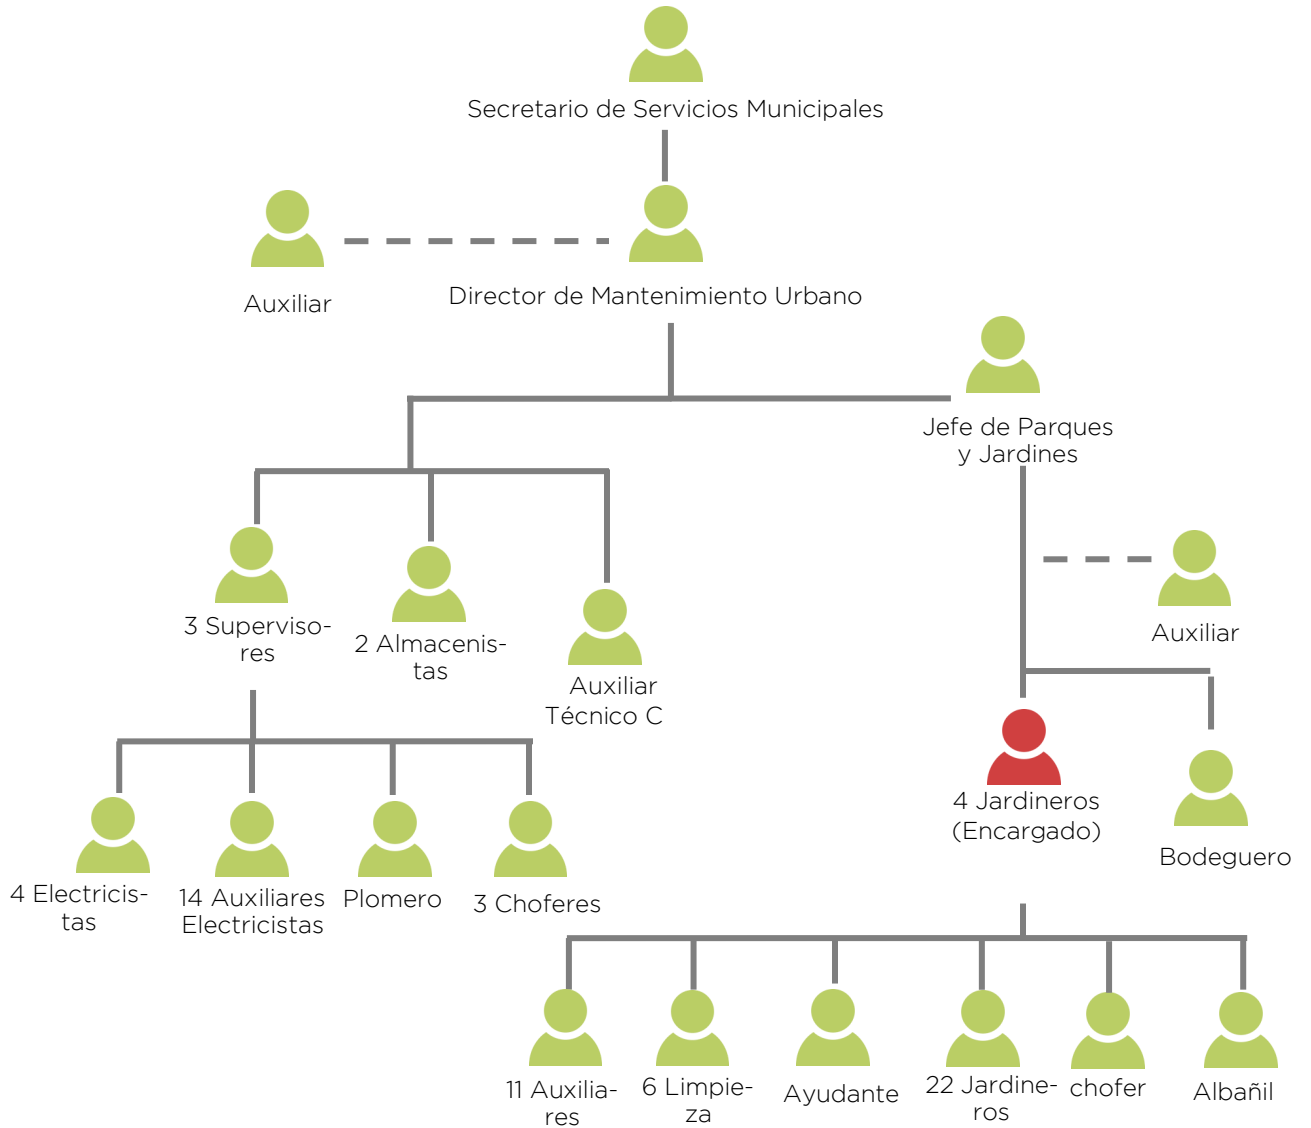 Secretario de Servicios Municipales
Auxiliar
Director de Mantenimiento Urbano
Jefe de Parques
y Jardines
3 Superviso-
res
2 Almacenis-
tas
Auxiliar
Técnico C
Auxiliar
4 Jardineros
(Encargado)
Bodeguero
4 Electricis-
tas
14 Auxiliares
Electricistas
Plomero
3 Choferes
11 Auxilia-
res
6 Limpie-
za
Ayudante
22 Jardine-
ros
chofer
Albañil